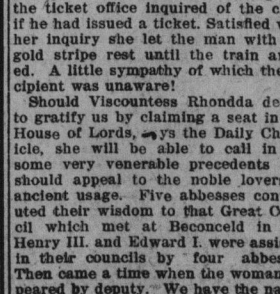 the ticket office inquired of the c
if he had issued a ticket. Satisfied
her inquiry she let the man with
gold stripe rest until the train a
ed. A little sympathy of which the
cipient was unaware!
Should Viscountess Rhondda de
to gratify us by claiming a seat in
House of Lords, ys the Daily Ch
icle, she will be able to call in
some very venerable precedents
should appeal to the noble lover
ancient usage. Five abbesses con
uted their wisdom to that Great C
cil which met at Beconceld in
Henry III. and Edward I. were assi
in their councils by four abbes
Then came a time when the woman
peared by deputy. We have the n